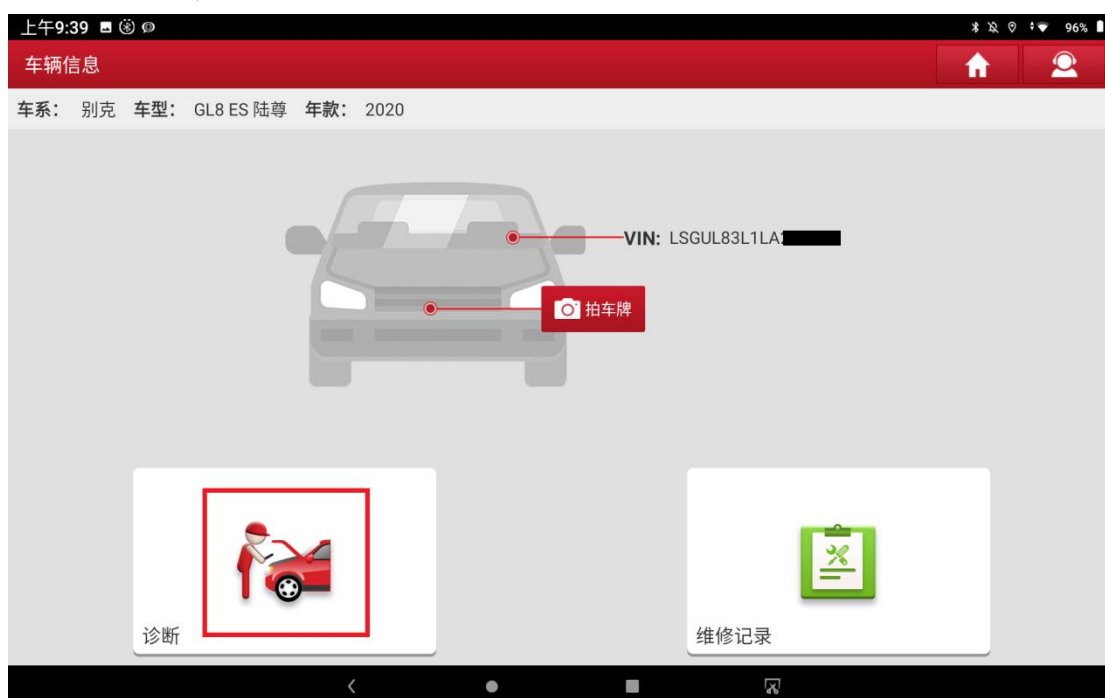 上午9:39 96%
车辆信息
车系： 别克 车型： GL8 ES 陆尊 年款： 2020
VIN: LSGUL83L1LA
拍车牌
诊断
维修记录